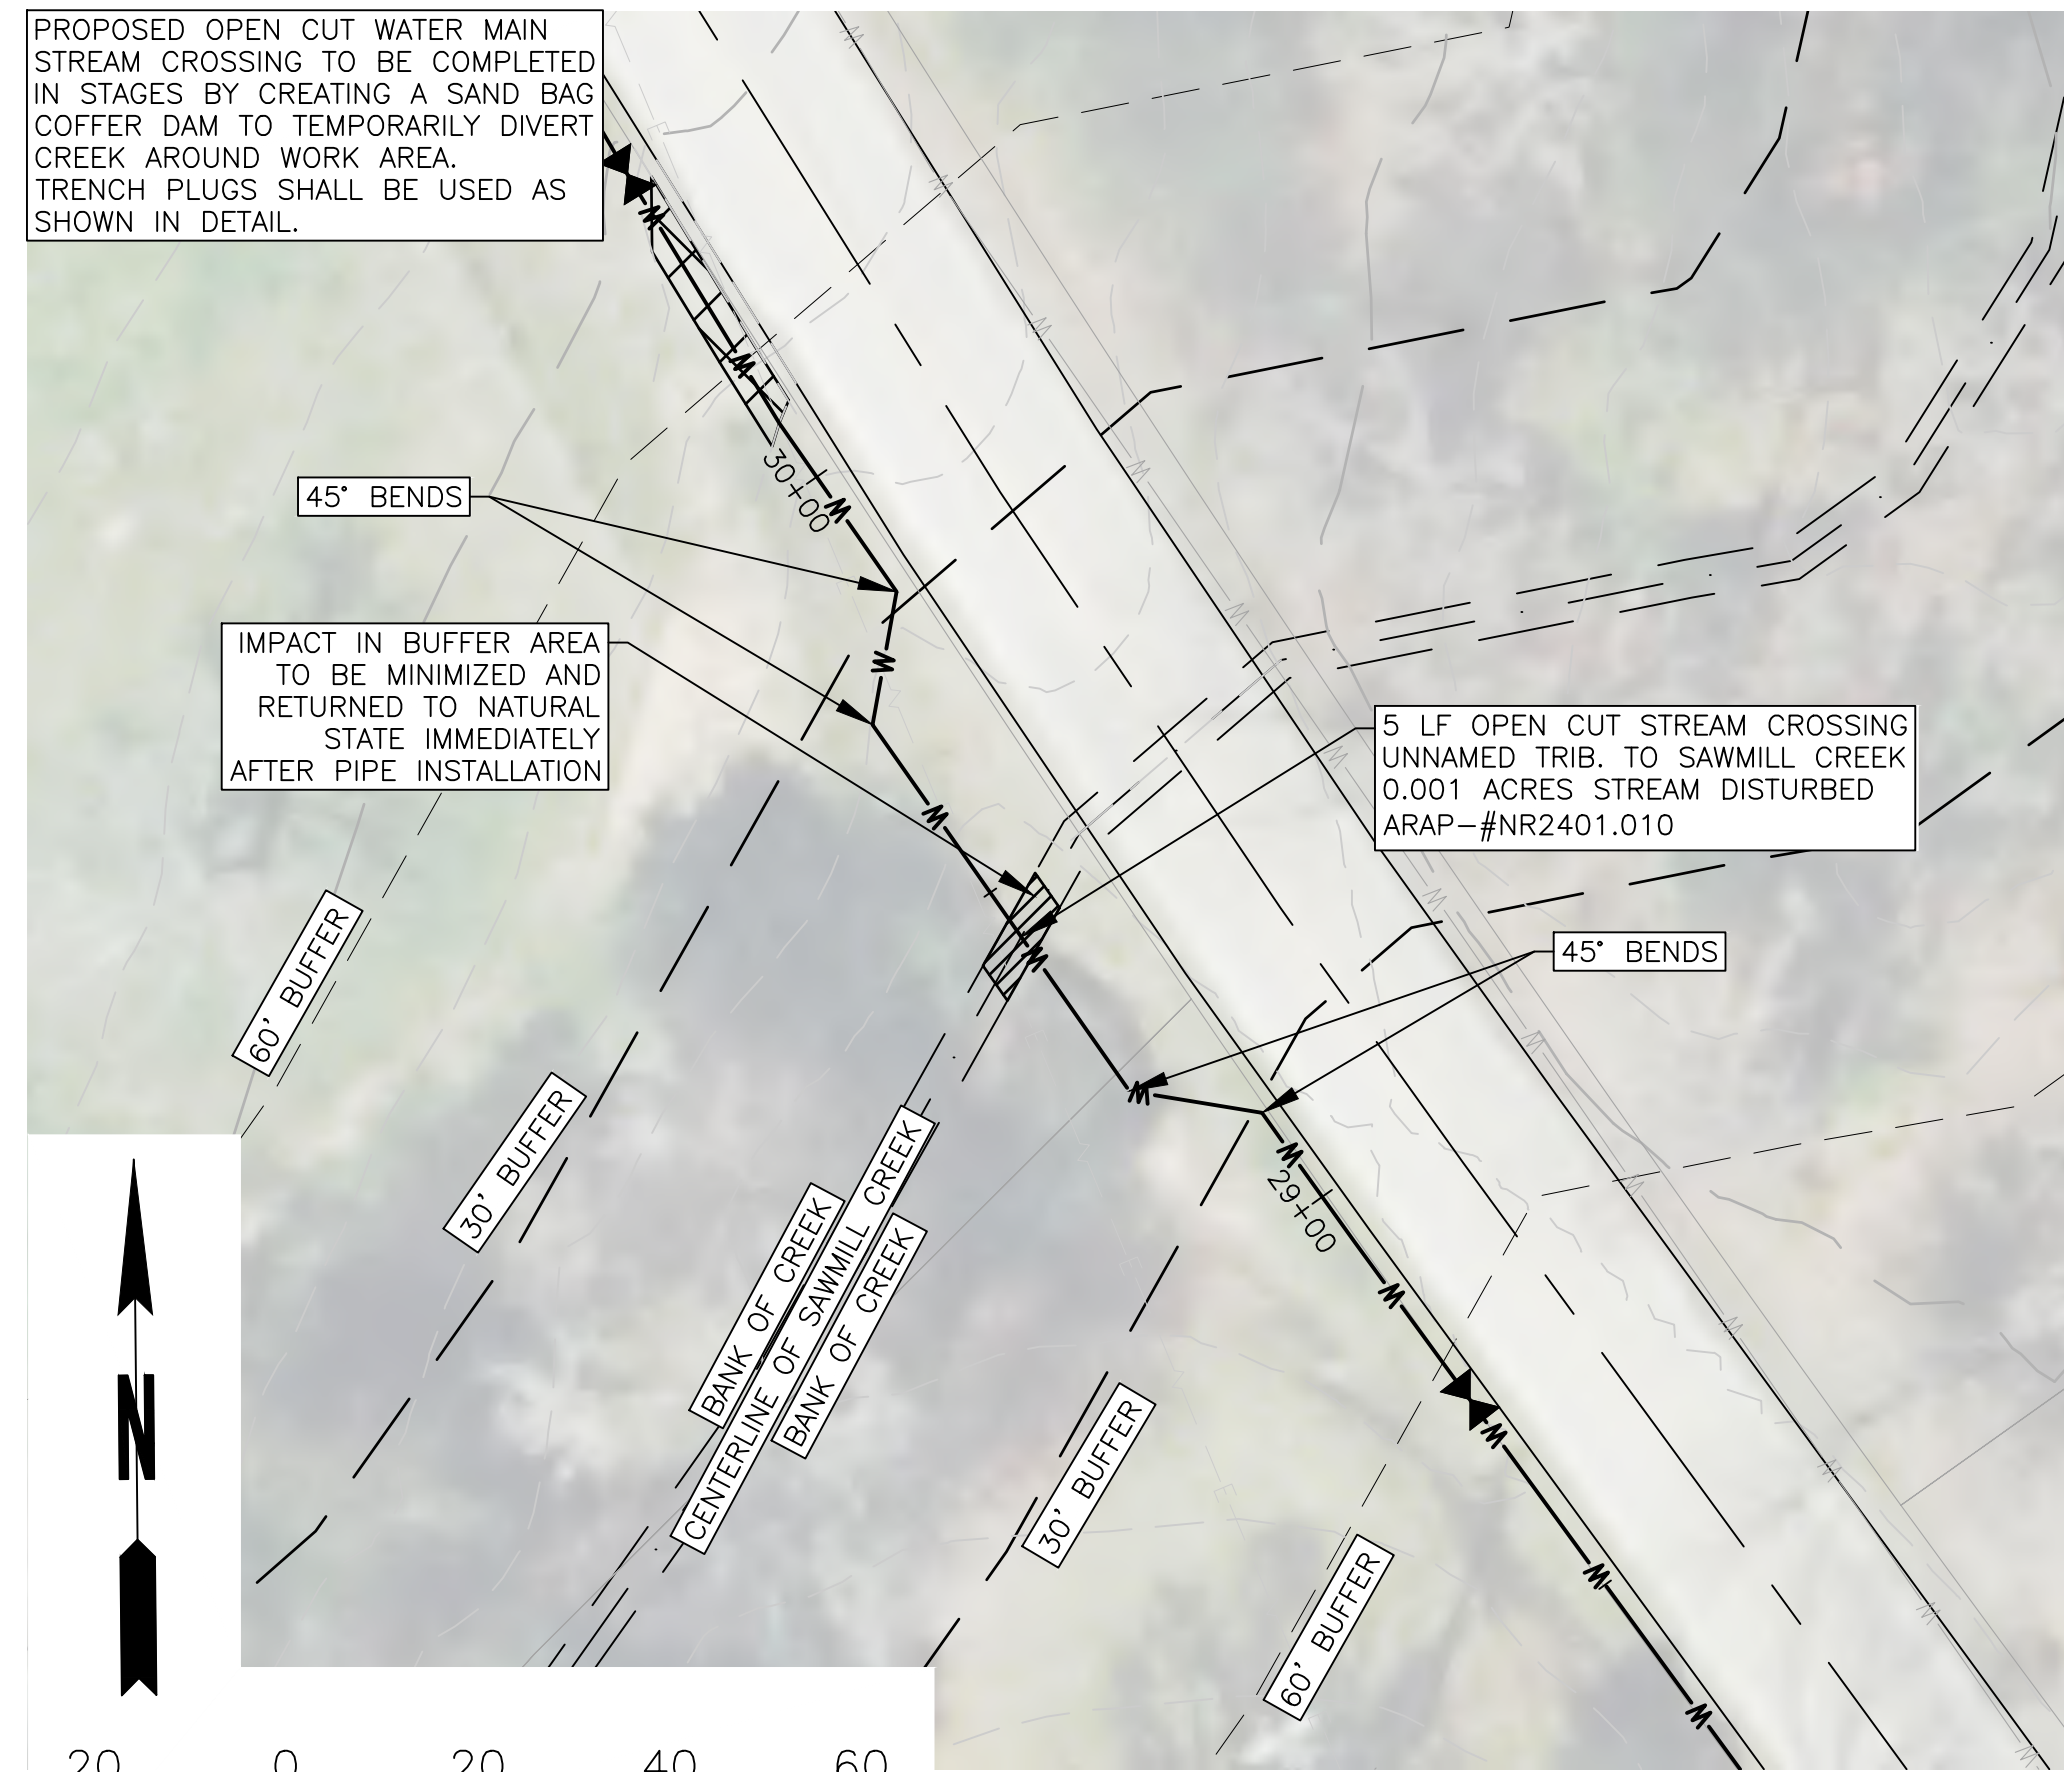 PROPOSED OPEN CUT WATER MAIN
STREAM CROSSING TO BE COMPLETED
IN STAGES BY CREATING A SAND BAG
COFFER DAM TO TEMPORARILY DIVERT
CREEK AROUND WORK AREA.
TRENCH PLUGS SHALL BE USED AS
SHOWN IN DETAIL.
30+00
45° BENDS
IMPACT IN BUFFER AREA
TO BE MINIMIZED AND
RETURNED TO NATURAL
STATE IMMEDIATELY
AFTER PIPE INSTALLATION
5 LF OPEN CUT STREAM CROSSING
UNNAMED TRIB. TO SAWMILL CREEK
0.001 ACRES STREAM DISTURBED
ARAP-#NR2401.010
45° BENDS
60' BUFFER
30' BUFFER
29+00
BANK OF CREEK
CENTERLINE OF SAWMILL CREEK
BANK OF CREEK
30' BUFFER
60' BUFFER
N
20 0 20 40 60